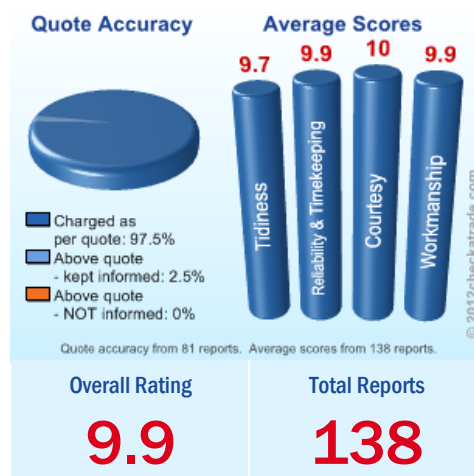 Quote Accuracy
Average Scores
9.7
9.9
10
9.9
Tidiness
Reliability & Timekeeping
Courtesy
Workmanship
Charged as
per quote: 97.5%
Above quote
- kept informed: 2.5%
Above quote
- NOT informed: 0%
© 2012checkatrade.com
Quote accuracy from 81 reports. Average scores from 138 reports.
Overall Rating
9.9
Total Reports
138